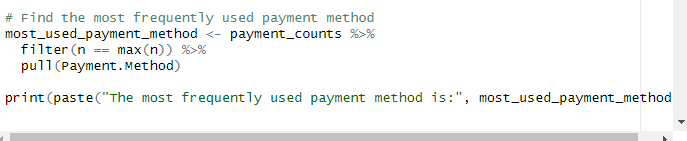 # Find the most frequently used payment method
most_used_payment_method <- payment_counts %>%
  filter(n == max(n)) %>%
  pull(Payment.Method)

print(paste("The most frequently used payment method is:", most_used_payment_method